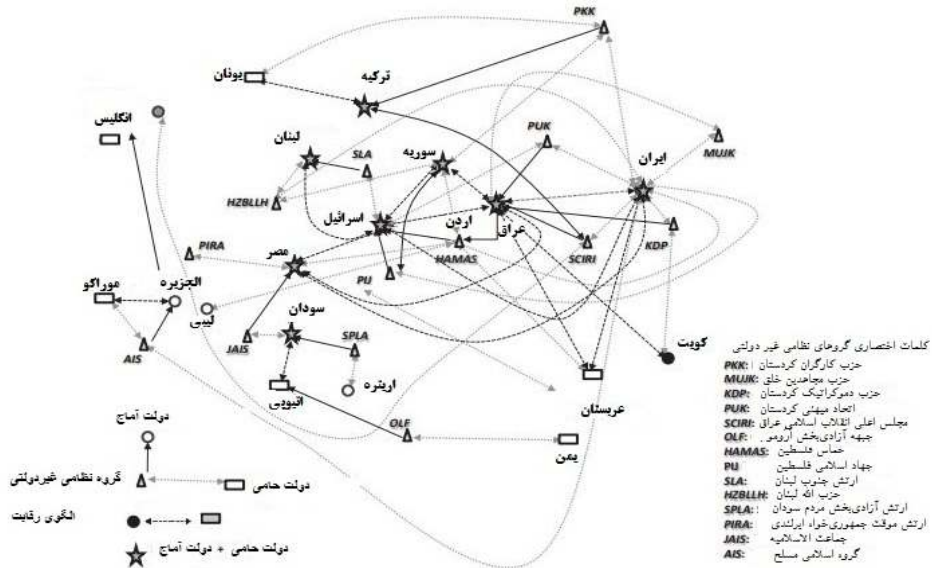 PKK
یونان
ترکیه
انگلیس
لبنان
SLA
سوریه
PUK
ایران
MUJK
HZBLLH
اسرائیل
اردن
عراق
HAMAS
SCIRI
KDP
PIRA
مصر
PU
موراکو
الجزیره
لیبی
سودان
AIS
JAIS
SPLA
اریتره
اتیوپی
کویت
عربستان
OLF
یمن
دولت آماج
گروه نظامی غیردولتی
دولت حامی
الگوی رقابت
دولت حامی + دولت آماج
کلمات اختصاری گروهای نظامی غیر دولتی
PKK: حزب کارگران کردستان
MUJK: حزب مجاهدین خلق
KDP: حزب دموکراتیک کردستان
PUK: اتحاد میهنی کردستان
SCIRI: مجلس اعلی انقلاب اسلامی عراق
OLF: جبهه آزادی‌بخش آرومو
HAMAS: حماس فلسطین
PU جهاد اسلامی فلسطین
SLA: ارتش جنوب لبنان
HZBLLH: حزب الله لبنان
SPLA: ارتش آزادی‌بخش مردم سودان
PIRA: ارتش موقت جمهوری‌خواه ایرلندی
JAIS: جماعت الاسلامیه
AIS: گروه اسلامی مسلح